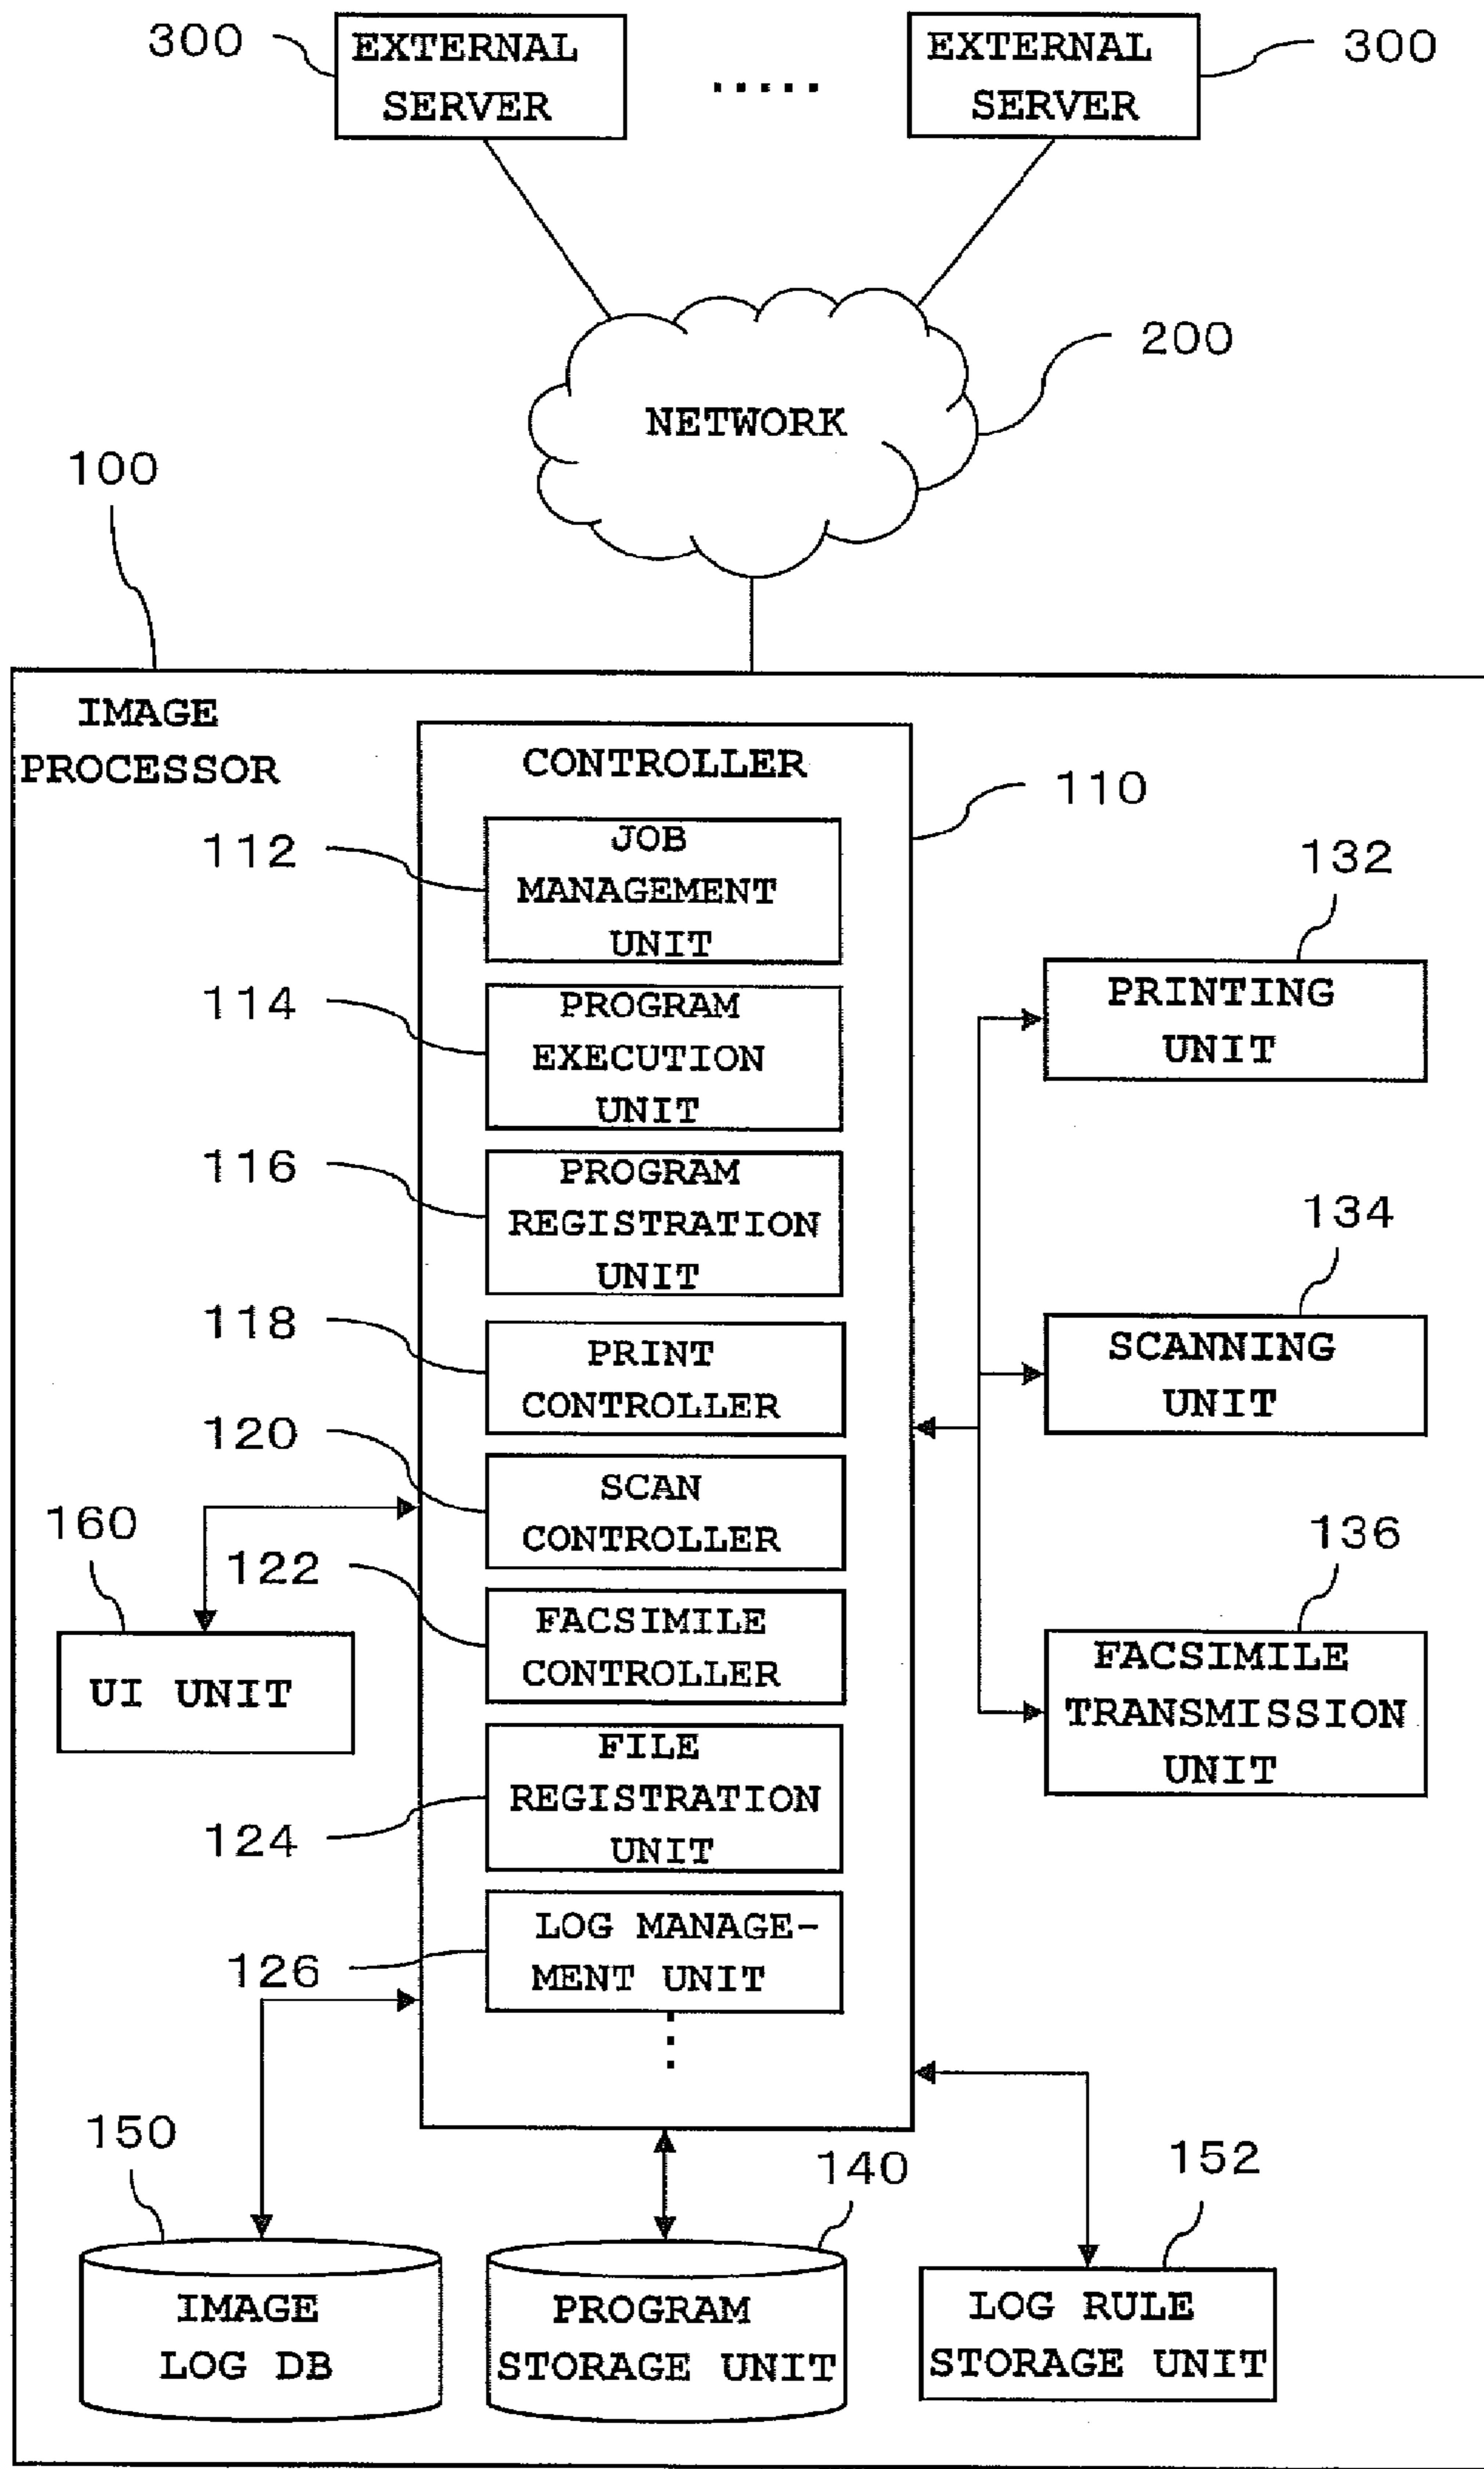 300
EXTERNAL
SERVER
.....
EXTERNAL
SERVER
300
NETWORK
200
100
IMAGE
PROCESSOR
CONTROLLER
110
112
JOB
MANAGEMENT
UNIT
114
PROGRAM
EXECUTION
UNIT
116
PROGRAM
REGISTRATION
UNIT
118
PRINT
CONTROLLER
120
SCAN
CONTROLLER
122
FACSIMILE
CONTROLLER
124
FILE
REGISTRATION
UNIT
126
LOG MANAGE-
MENT UNIT
132
PRINTING
UNIT
134
SCANNING
UNIT
136
FACSIMILE
TRANSMISSION
UNIT
160
UI UNIT
150
IMAGE
LOG DB
140
PROGRAM
STORAGE UNIT
152
LOG RULE
STORAGE UNIT